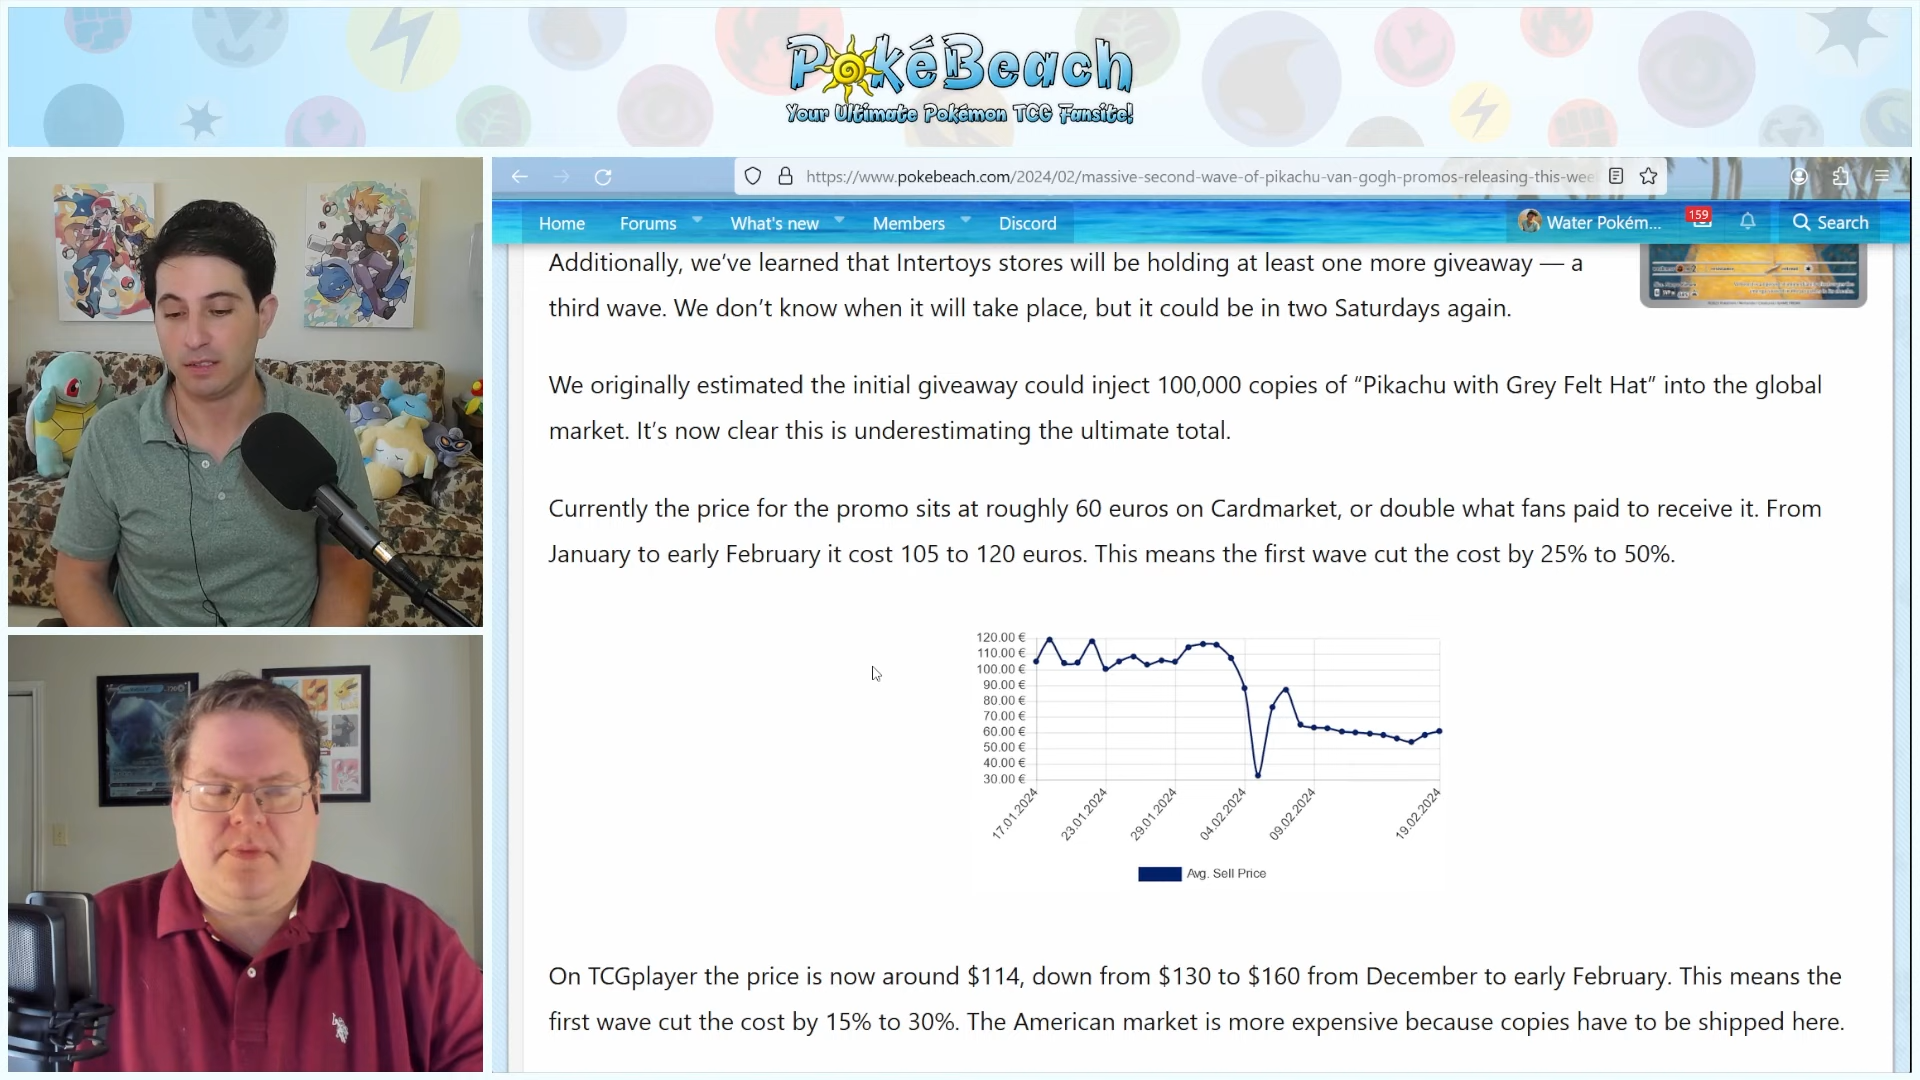 PokéBeach
Your Ultimate Pokémon TCG Fansite!
https://www.pokebeach.com/2024/02/massive-second-wave-of-pikachu-van-gogh-promos-releasing-this-wee
Home Forums What's new Members Discord Water Pokém... 159 Search
Additionally, we've learned that Intertoys stores will be holding at least one more giveaway — a
third wave. We don't know when it will take place, but it could be in two Saturdays again.
We originally estimated the initial giveaway could inject 100,000 copies of “Pikachu with Grey Felt Hat” into the global
market. It's now clear this is underestimating the ultimate total.
Currently the price for the promo sits at roughly 60 euros on Cardmarket, or double what fans paid to receive it. From
January to early February it cost 105 to 120 euros. This means the first wave cut the cost by 25% to 50%.
120.00 €
110.00 €
100.00 €
90.00 €
80.00 €
70.00 €
60.00 €
50.00 €
40.00 €
30.00 €
17.01.2024 23.01.2024 29.01.2024 04.02.2024 09.02.2024 19.02.2024
Avg. Sell Price
On TCGplayer the price is now around $114, down from $130 to $160 from December to early February. This means the
first wave cut the cost by 15% to 30%. The American market is more expensive because copies have to be shipped here.